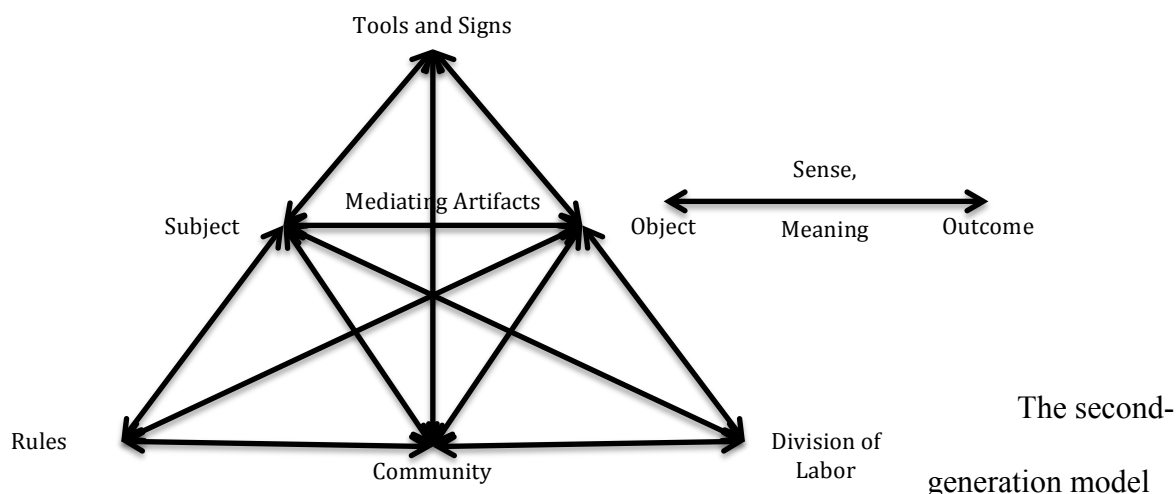 Tools and Signs
Sense,
Mediating Artifacts
Subject
Object
Meaning
Outcome
The second-
Rules
Community
Division of
Labor
generation model